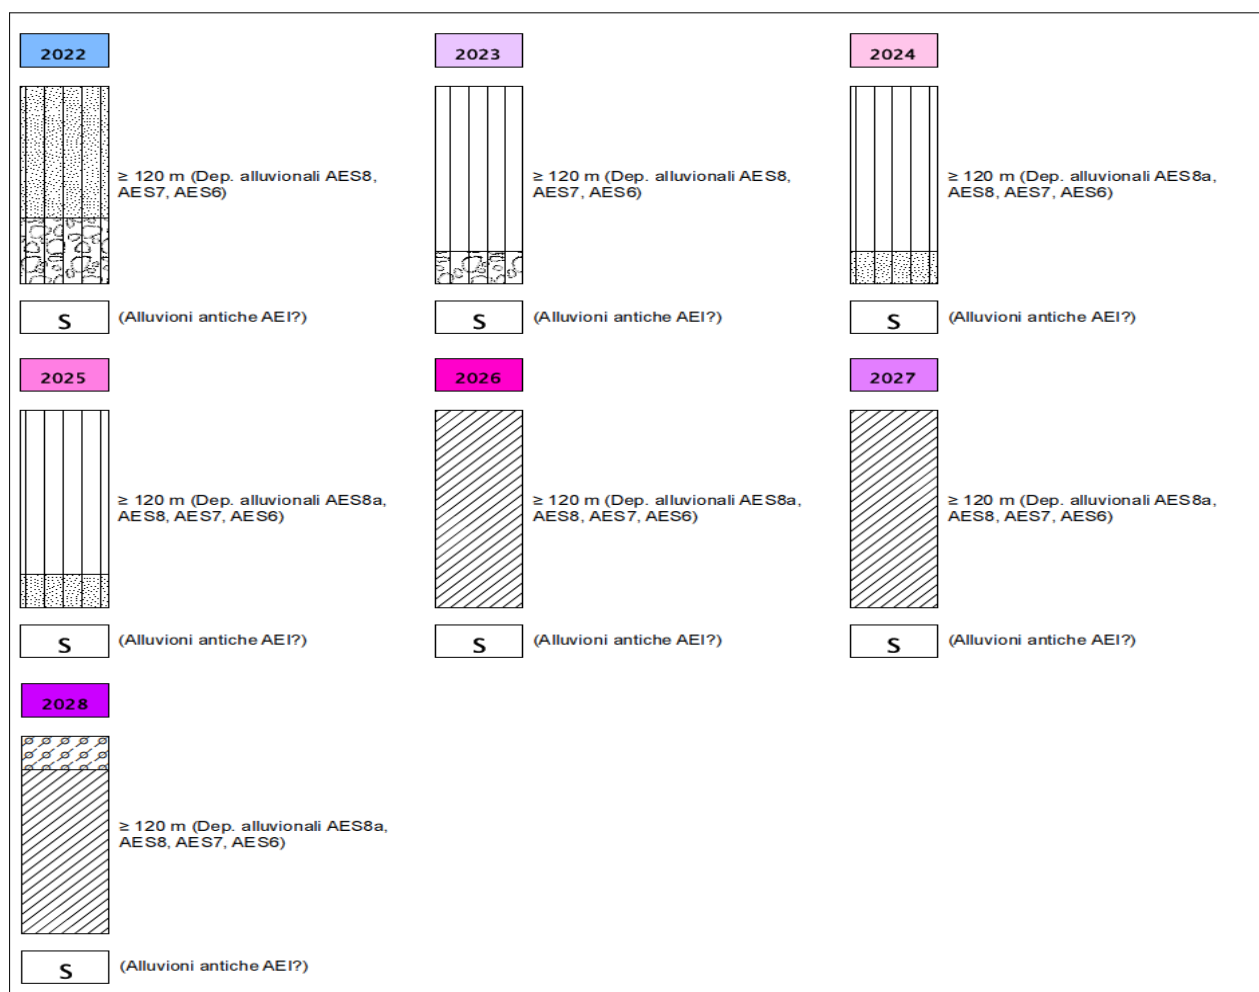 2022
≥ 120 m (Dep. alluvionali AES8,
AES7, AES6)
S
(Alluvioni antiche AEI?)
2023
≥ 120 m (Dep. alluvionali AES8,
AES7, AES6)
S
(Alluvioni antiche AEI?)
2024
≥ 120 m (Dep. alluvionali AES8a,
AES8, AES7, AES6)
S
(Alluvioni antiche AEI?)
2025
≥ 120 m (Dep. alluvionali AES8a,
AES8, AES7, AES6)
S
(Alluvioni antiche AEI?)
2026
≥ 120 m (Dep. alluvionali AES8a,
AES8, AES7, AES6)
S
(Alluvioni antiche AEI?)
2027
≥ 120 m (Dep. alluvionali AES8a,
AES8, AES7, AES6)
S
(Alluvioni antiche AEI?)
2028
≥ 120 m (Dep. alluvionali AES8a,
AES8, AES7, AES6)
S
(Alluvioni antiche AEI?)